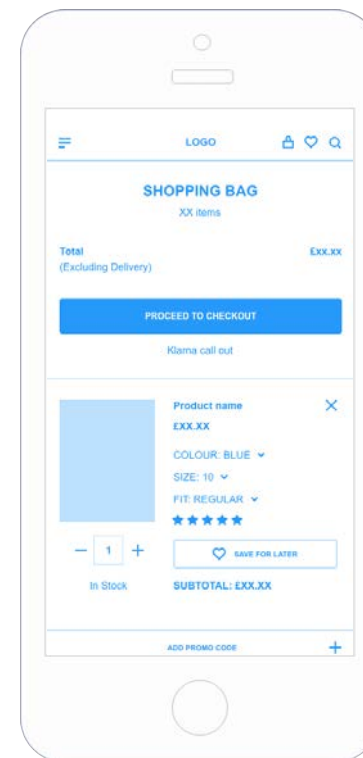 LOGO
SHOPPING BAG
XX items
Total
£xx.xx
(Excluding Delivery)
PROCEED TO CHECKOUT
Klarna call out
Product name
£XX.XX
COLOUR: BLUE
SIZE: 10
FIT: REGULAR
1
SAVE FOR LATER
In Stock
SUBTOTAL: £XX.XX
ADD PROMO CODE